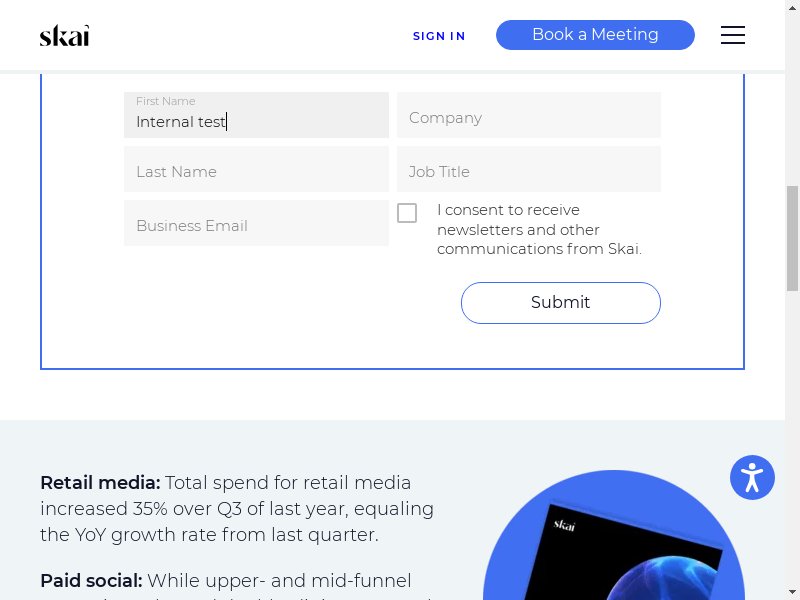 skai
SIGN IN
Book a Meeting
First Name
Internal test
Company
Last Name
Job Title
Business Email
I consent to receive
newsletters and other
communications from Skai.
Submit
Retail media: Total spend for retail media
increased 35% over Q3 of last year, equaling
the YoY growth rate from last quarter.
skai
Paid social: While upper- and mid-funnel